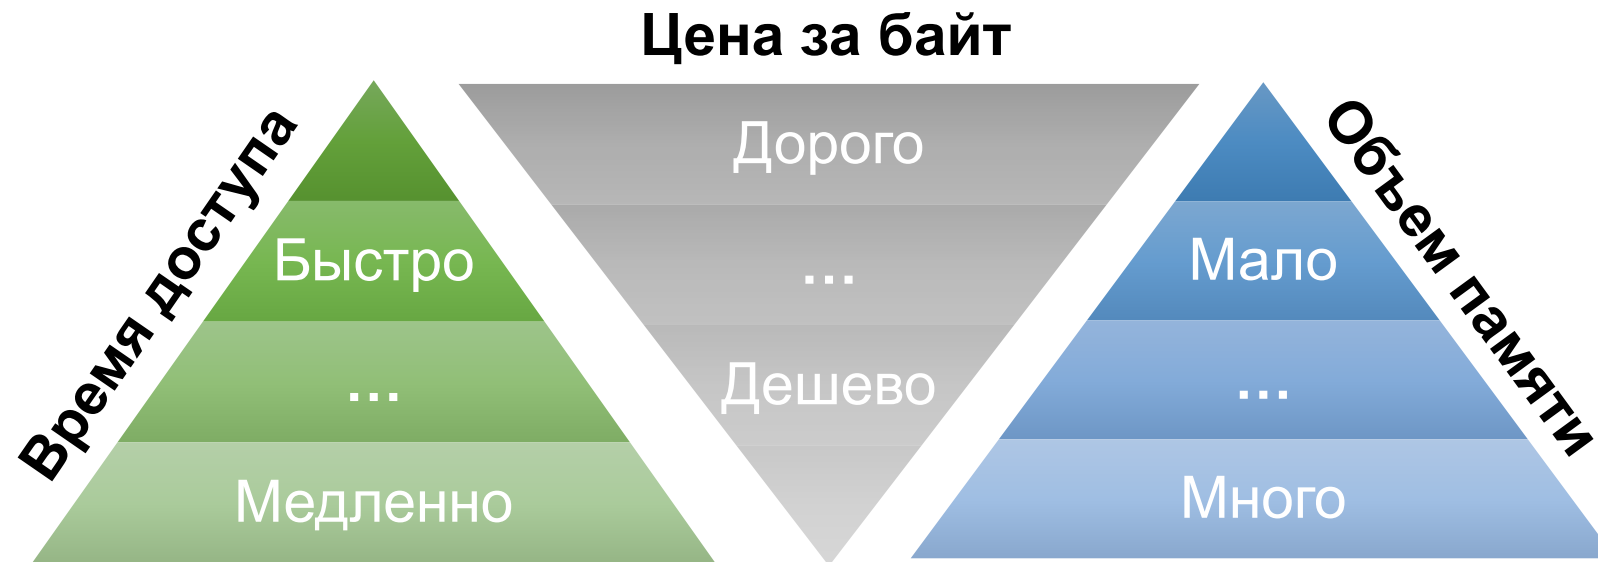 Цена за байт
Время доступа
Быстро
...
Медленно
Дорого
...
Дешево
Объем памяти
Мало
...
Много